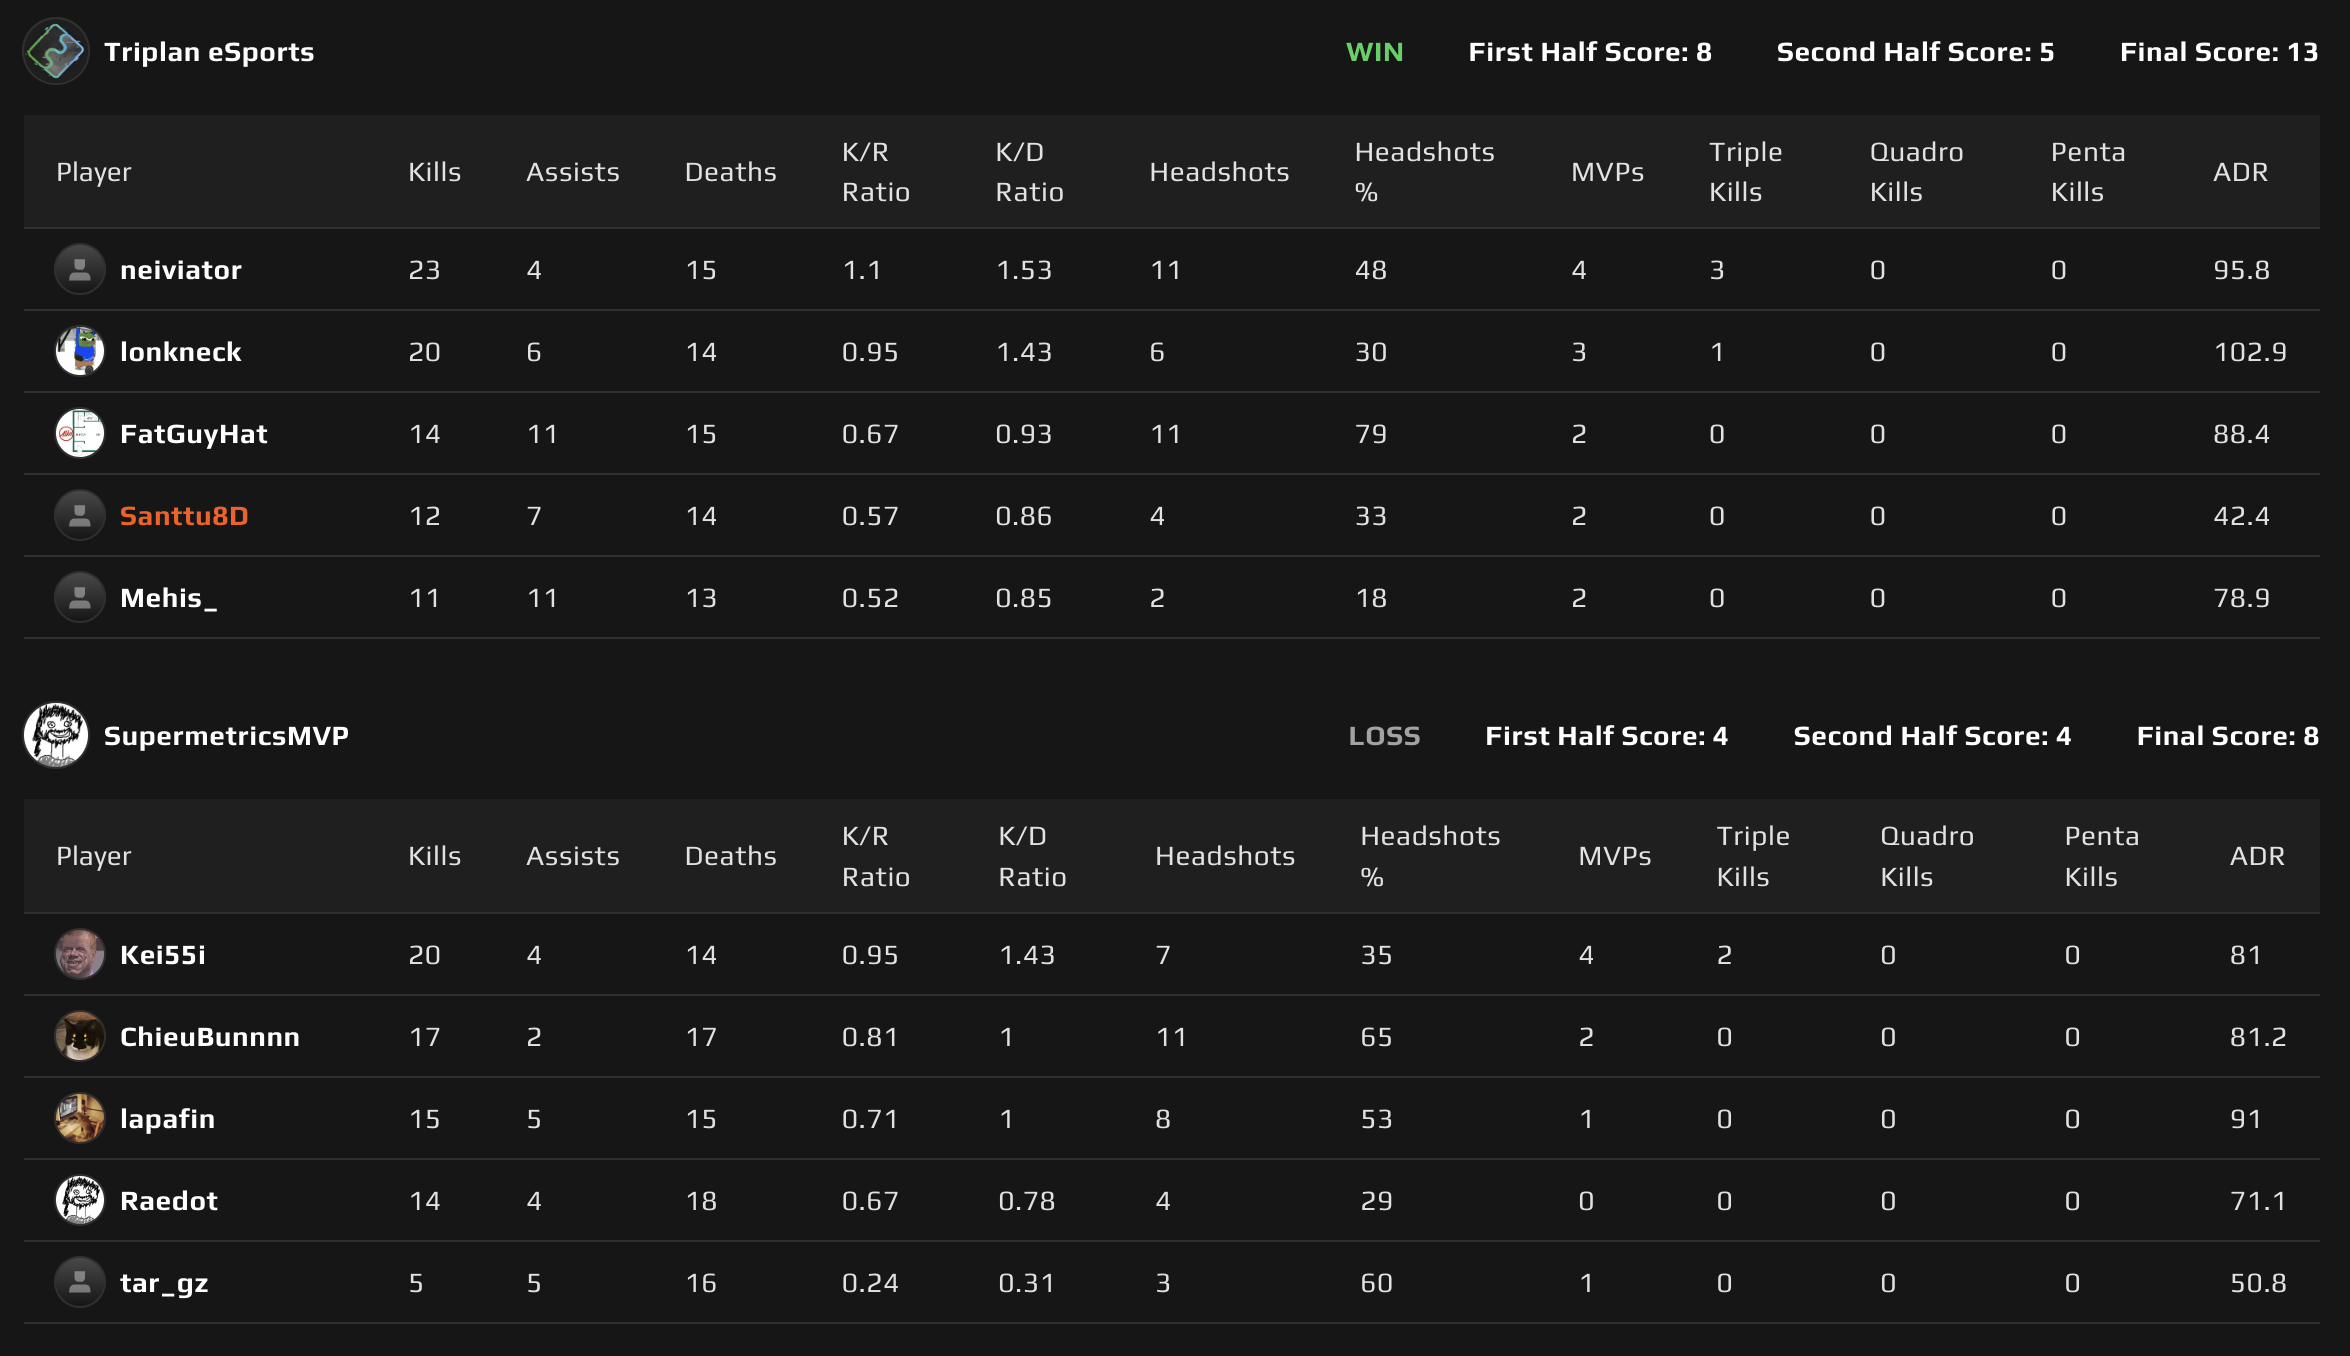 Triplan eSports WIN First Half Score: 8 Second Half Score: 5 Final Score: 13
Player Kills Assists Deaths K/R Ratio K/D Ratio Headshots Headshots % MVPs Triple Kills Quadro Kills Penta Kills ADR
neiviator 23 4 15 1.1 1.53 11 48 4 3 0 0 95.8
lonkneck 20 6 14 0.95 1.43 6 30 3 1 0 0 102.9
FatGuyHat 14 11 15 0.67 0.93 11 79 2 0 0 0 88.4
Santtu8D 12 7 14 0.57 0.86 4 33 2 0 0 0 42.4
Mehis_ 11 11 13 0.52 0.85 2 18 2 0 0 0 78.9
SupermetricsMVP LOSS First Half Score: 4 Second Half Score: 4 Final Score: 8
Player Kills Assists Deaths K/R Ratio K/D Ratio Headshots Headshots % MVPs Triple Kills Quadro Kills Penta Kills ADR
Kei55i 20 4 14 0.95 1.43 7 35 4 2 0 0 81
ChieuBunnnn 17 2 17 0.81 1 11 65 2 0 0 0 81.2
lapafin 15 5 15 0.71 1 8 53 1 0 0 0 91
Raedot 14 4 18 0.67 0.78 4 29 0 0 0 0 71.1
tar_gz 5 5 16 0.24 0.31 3 60 1 0 0 0 50.8